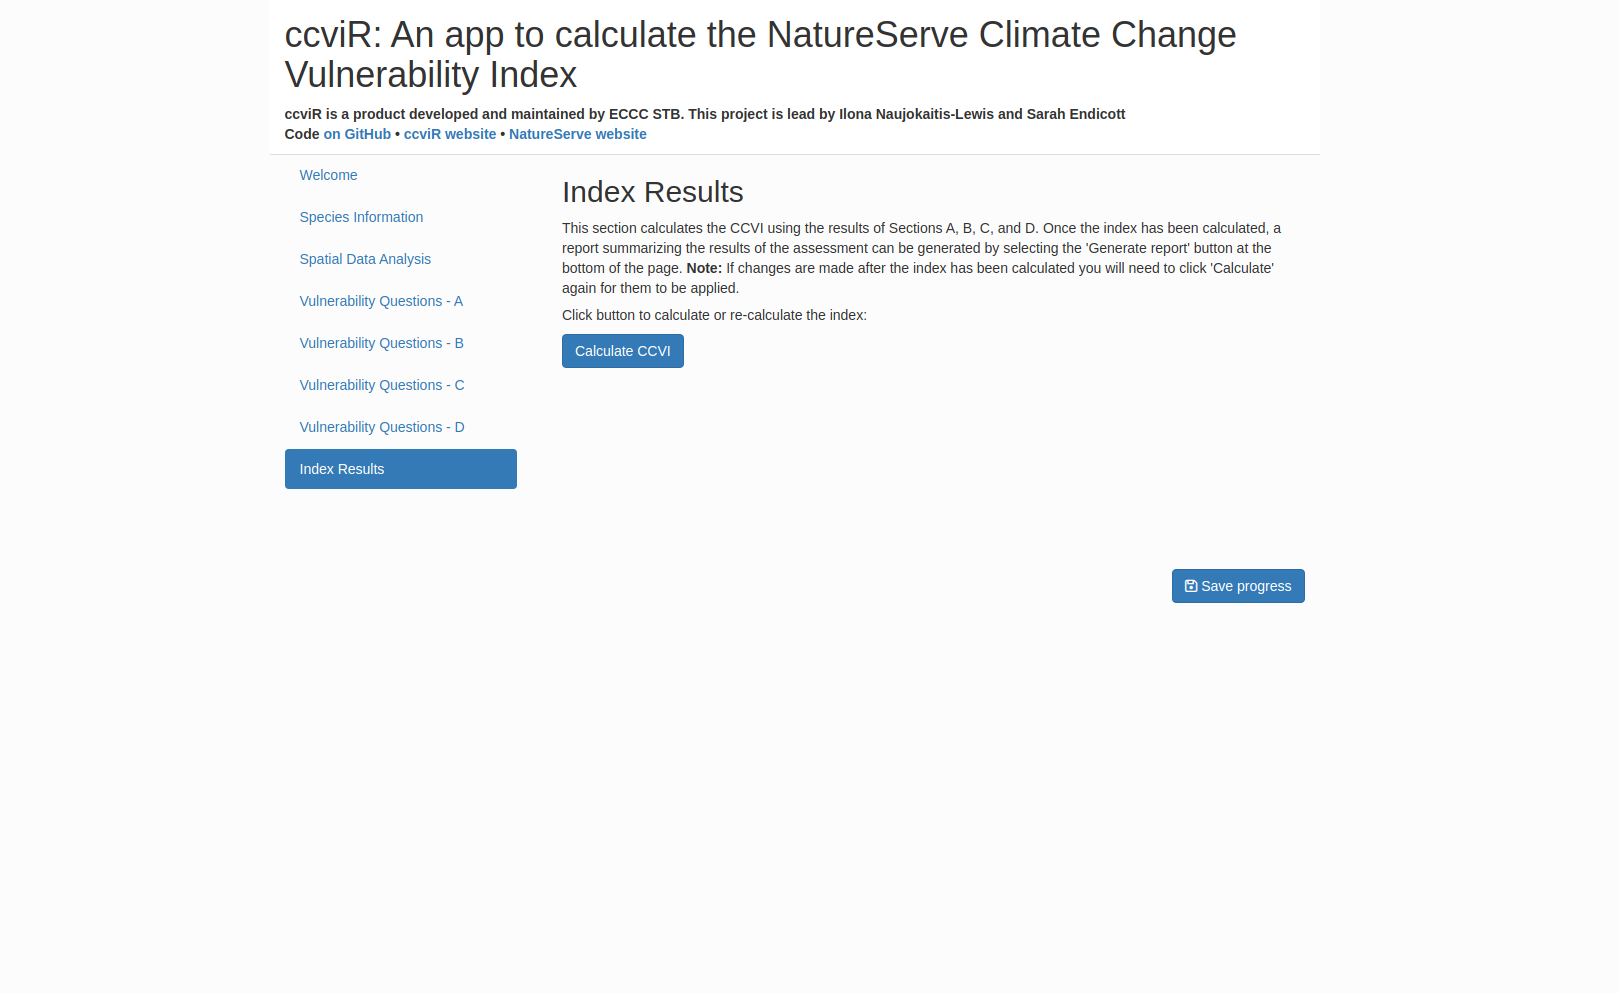 ccviR: An app to calculate the NatureServe Climate Change
Vulnerability Index
ccviR is a product developed and maintained by ECCC STB. This project is lead by Ilona Naujokaitis-Lewis and Sarah Endicott
Code on GitHub • ccviR website • NatureServe website
Welcome
Species Information
Spatial Data Analysis
Vulnerability Questions - A
Vulnerability Questions - B
Vulnerability Questions - C
Vulnerability Questions - D
Index Results
Index Results
This section calculates the CCVI using the results of Sections A, B, C, and D. Once the index has been calculated, a
report summarizing the results of the assessment can be generated by selecting the 'Generate report' button at the
bottom of the page. Note: If changes are made after the index has been calculated you will need to click 'Calculate'
again for them to be applied.
Click button to calculate or re-calculate the index:
Calculate CCVI
Save progress